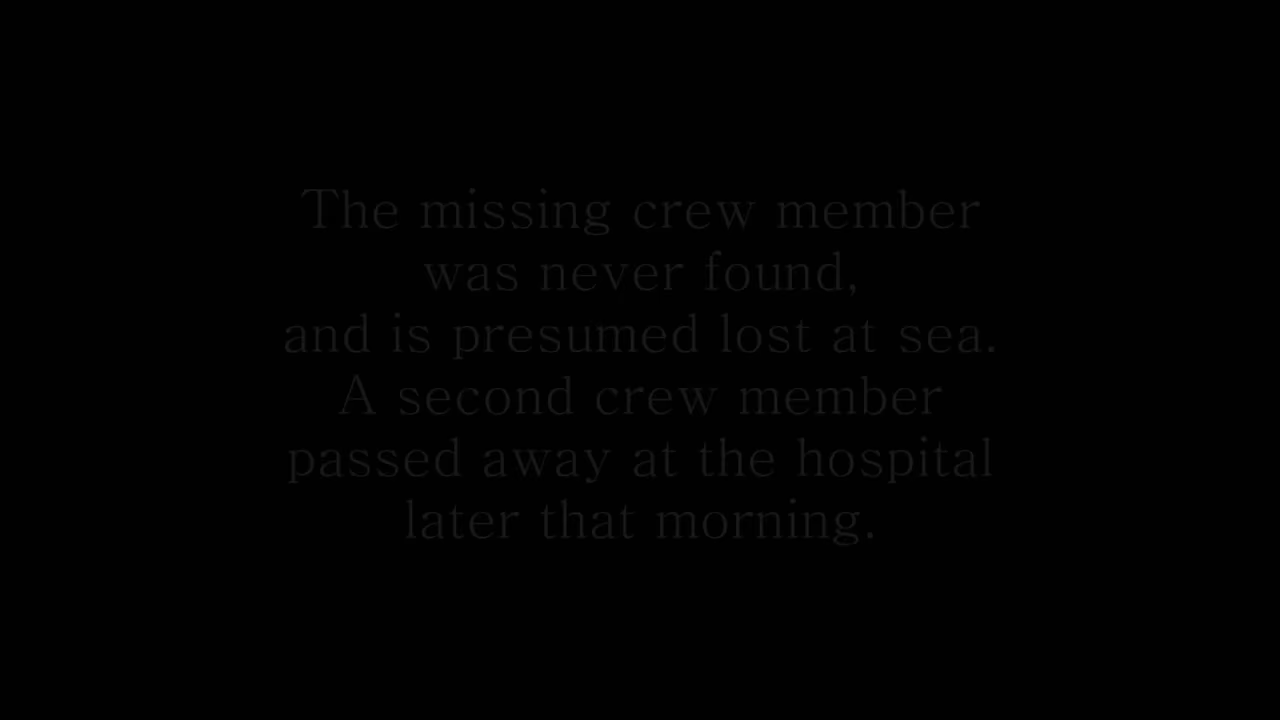 The missing crew member
was never found,
and is presumed lost at sea.
A second crew member
passed away at the hospital
later that morning.